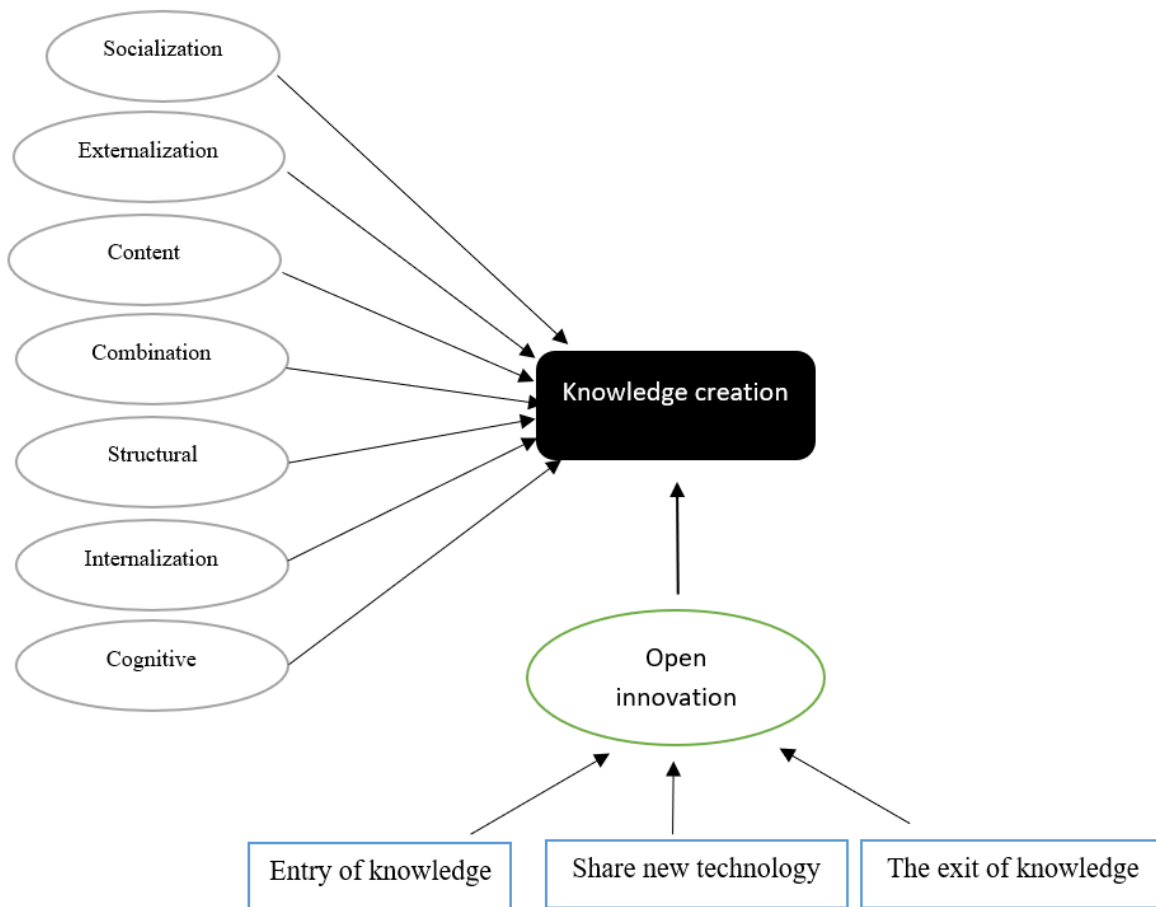 Socialization
Externalization
Content
Combination
Structural
Internalization
Cognitive
Knowledge creation
Open
innovation
Entry of knowledge
Share new technology
The exit of knowledge